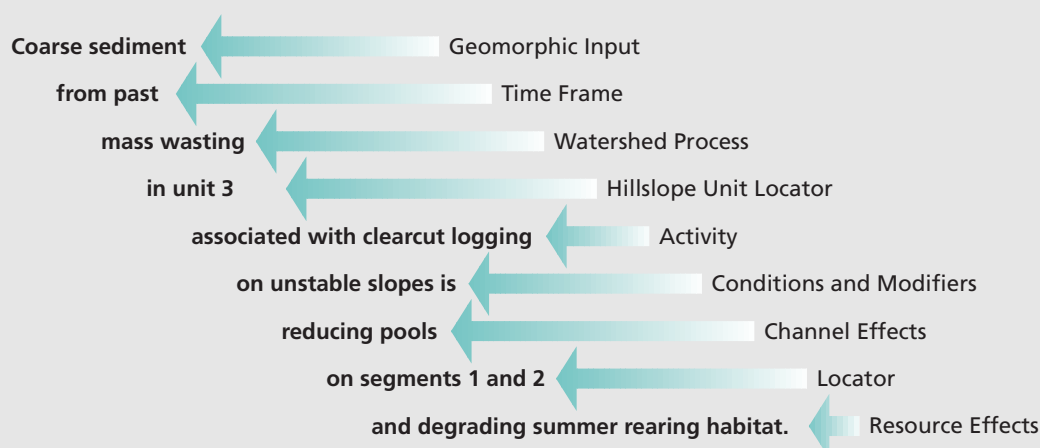 Coarse sediment Geomorphic Input
from past Time Frame
mass wasting Watershed Process
in unit 3 Hillslope Unit Locator
associated with clearcut logging Activity
on unstable slopes is Conditions and Modifiers
reducing pools Channel Effects
on segments 1 and 2 Locator
and degrading summer rearing habitat. Resource Effects